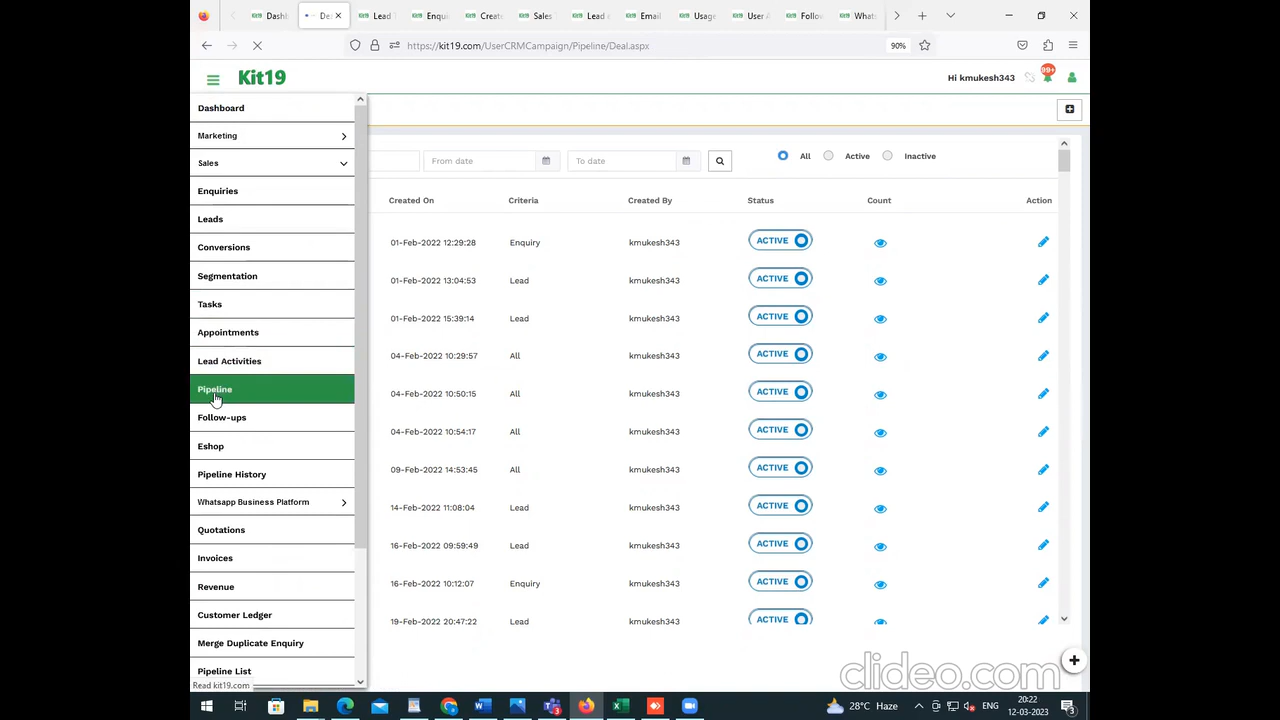 Dashb
De
Lead
Enqui
Creat
Sales
Lead
Email
Usage
User A
Follo
Whats
https://kit19.com/UserCRMCampaign/Pipeline/Deal.aspx
90%
Kit19
Hi kmukesh343
99+
Dashboard
Marketing
Sales
Enquiries
Leads
Conversions
Segmentation
Tasks
Appointments
Lead Activities
Pipeline
Follow-ups
Eshop
Pipeline History
Whatsapp Business Platform
Quotations
Invoices
Revenue
Customer Ledger
Merge Duplicate Enquiry
Pipeline List
Read kit19.com
From date
To date
All
Active
Inactive
Created On Criteria Created By Status Count Action
01-Feb-2022 12:29:28 Enquiry kmukesh343 ACTIVE
01-Feb-2022 13:04:53 Lead kmukesh343 ACTIVE
01-Feb-2022 15:39:14 Lead kmukesh343 ACTIVE
04-Feb-2022 10:29:57 All kmukesh343 ACTIVE
04-Feb-2022 10:50:15 All kmukesh343 ACTIVE
04-Feb-2022 10:54:17 All kmukesh343 ACTIVE
09-Feb-2022 14:53:45 All kmukesh343 ACTIVE
14-Feb-2022 11:08:04 Lead kmukesh343 ACTIVE
16-Feb-2022 09:59:49 Lead kmukesh343 ACTIVE
16-Feb-2022 10:12:07 Enquiry kmukesh343 ACTIVE
19-Feb-2022 20:47:22 Lead kmukesh343 ACTIVE
clideo.com
28°C Haze
ENG
20:22
12-03-2023
3